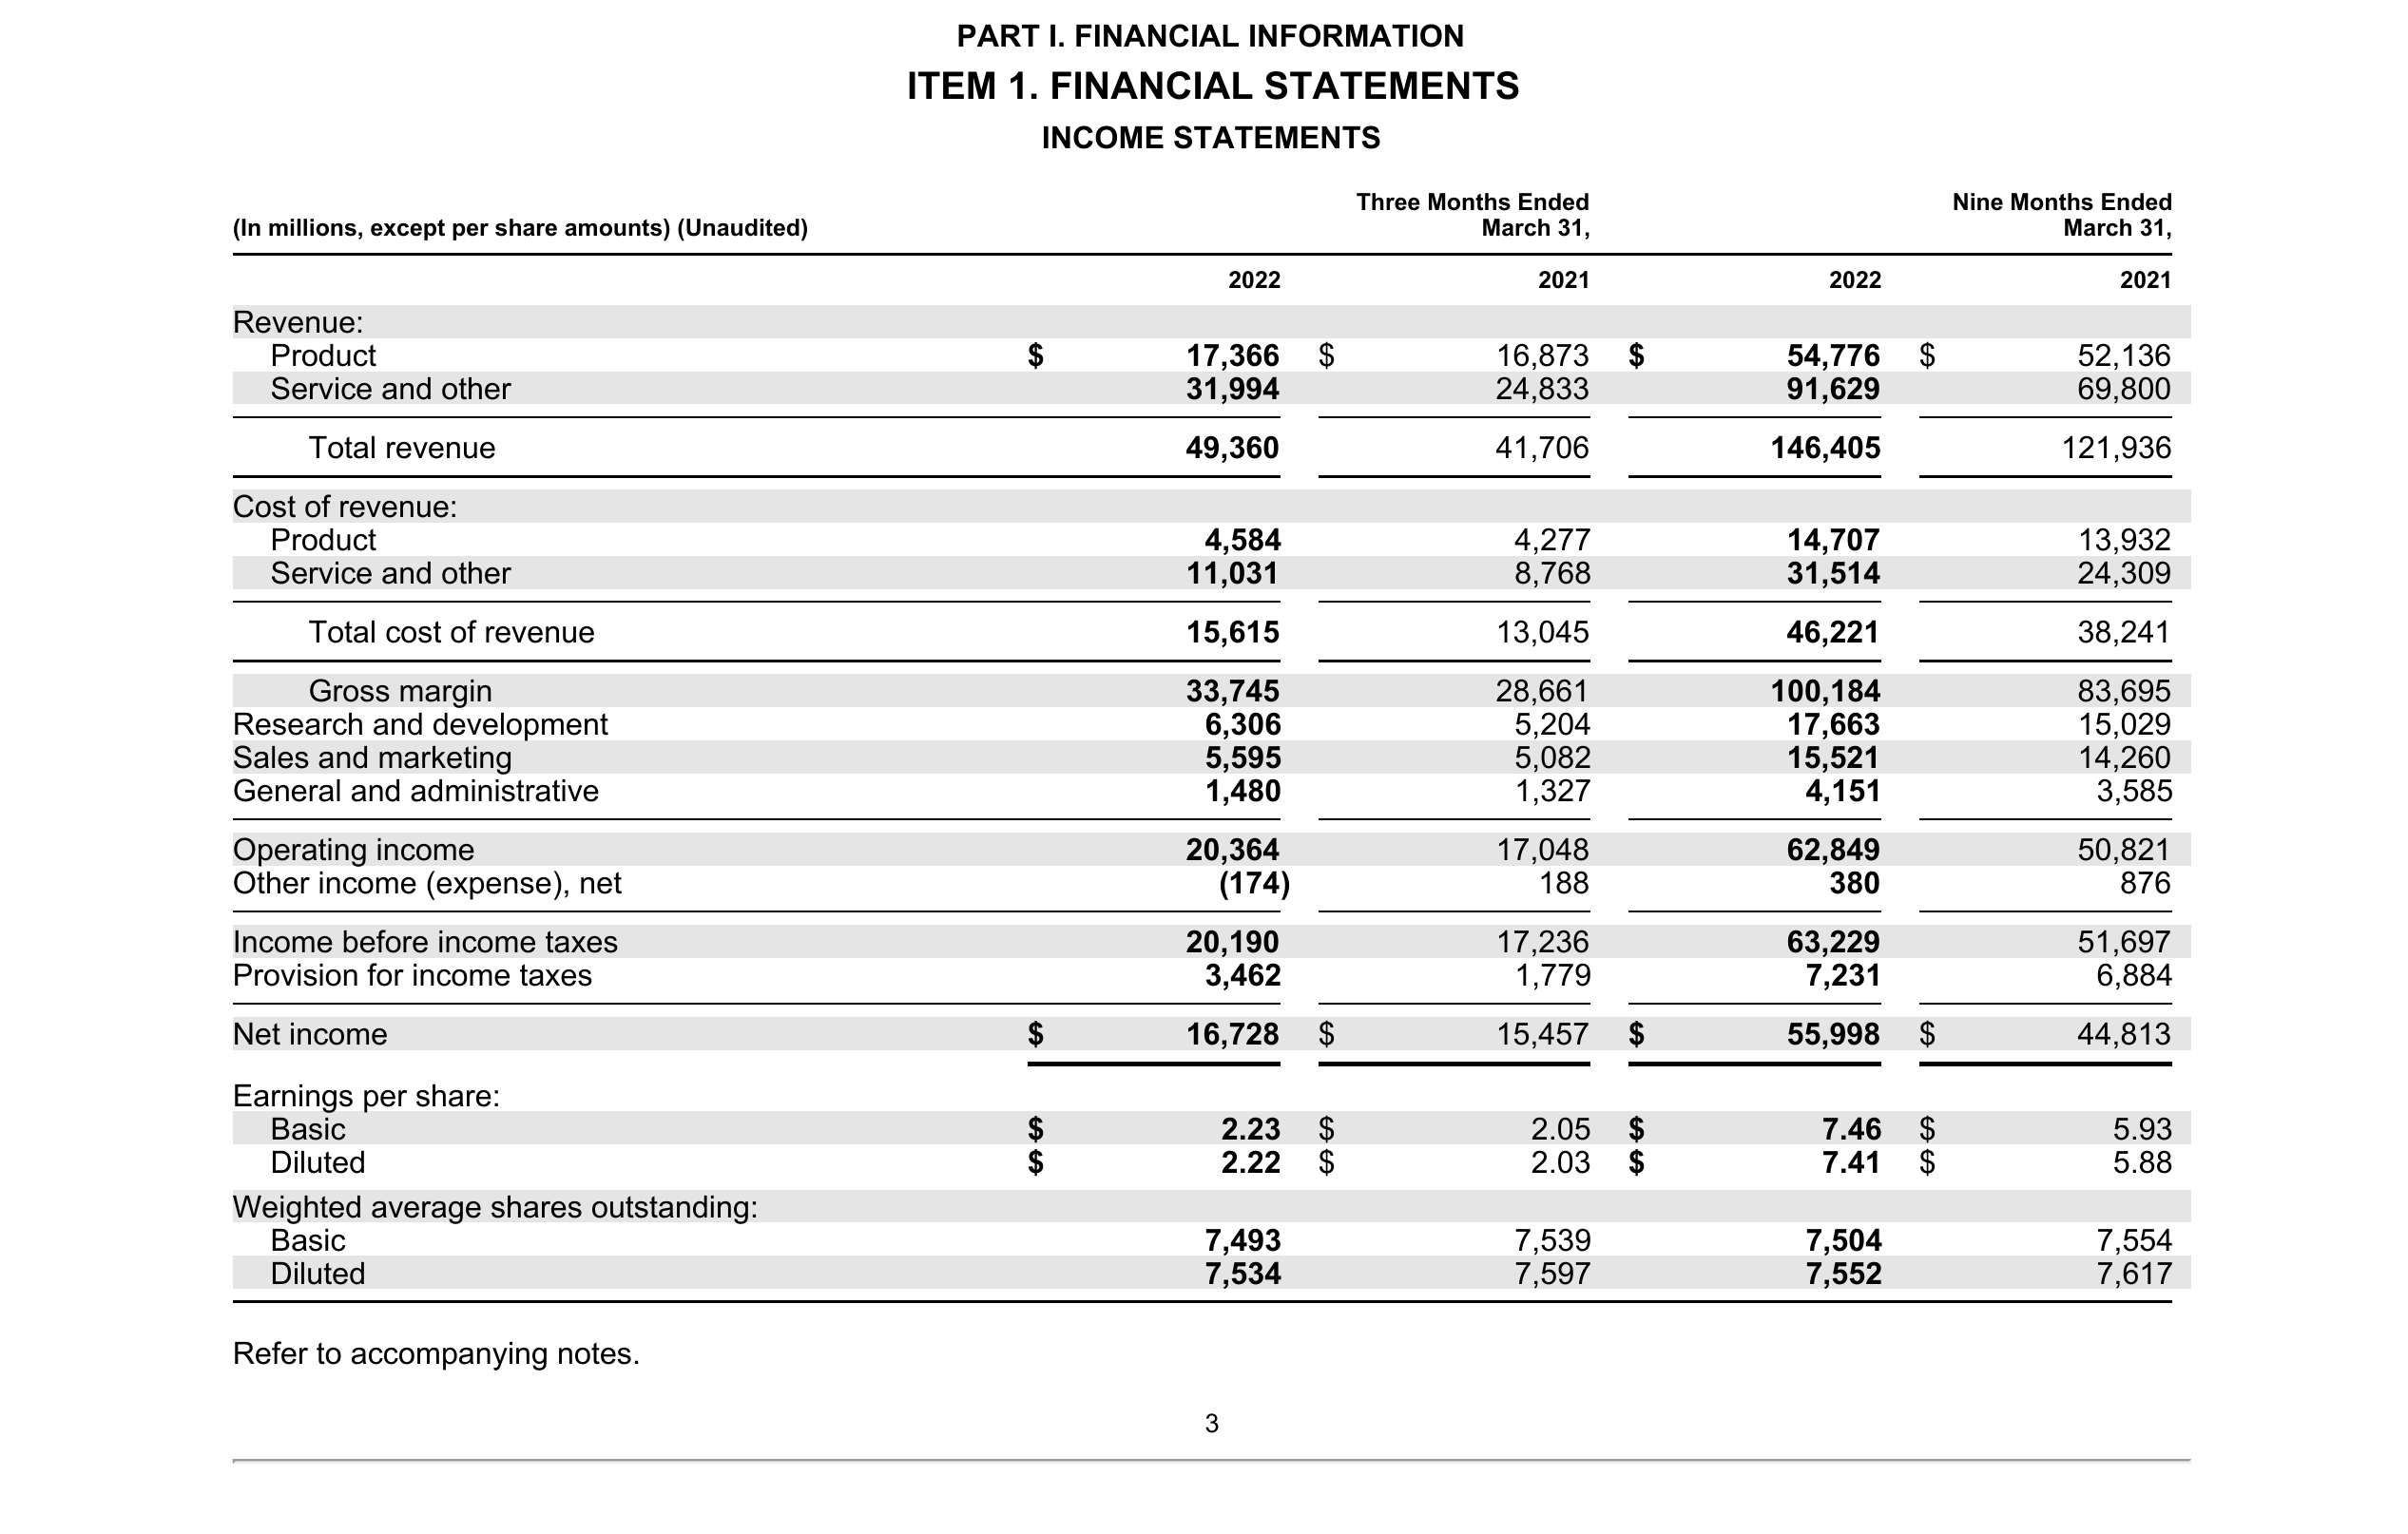 PART I. FINANCIAL INFORMATION
ITEM 1. FINANCIAL STATEMENTS
INCOME STATEMENTS
(In millions, except per share amounts) (Unaudited) Three Months Ended March 31, Nine Months Ended March 31,
2022 2021 2022 2021
Revenue:
Product $ 17,366 $ 16,873 $ 54,776 $ 52,136
Service and other 31,994 24,833 91,629 69,800
Total revenue 49,360 41,706 146,405 121,936
Cost of revenue:
Product 4,584 4,277 14,707 13,932
Service and other 11,031 8,768 31,514 24,309
Total cost of revenue 15,615 13,045 46,221 38,241
Gross margin 33,745 28,661 100,184 83,695
Research and development 6,306 5,204 17,663 15,029
Sales and marketing 5,595 5,082 15,521 14,260
General and administrative 1,480 1,327 4,151 3,585
Operating income 20,364 17,048 62,849 50,821
Other income (expense), net (174) 188 380 876
Income before income taxes 20,190 17,236 63,229 51,697
Provision for income taxes 3,462 1,779 7,231 6,884
Net income $ 16,728 $ 15,457 $ 55,998 $ 44,813
Earnings per share:
Basic $ 2.23 $ 2.05 $ 7.46 $ 5.93
Diluted $ 2.22 $ 2.03 $ 7.41 $ 5.88
Weighted average shares outstanding:
Basic 7,493 7,539 7,504 7,554
Diluted 7,534 7,597 7,552 7,617
Refer to accompanying notes.
3